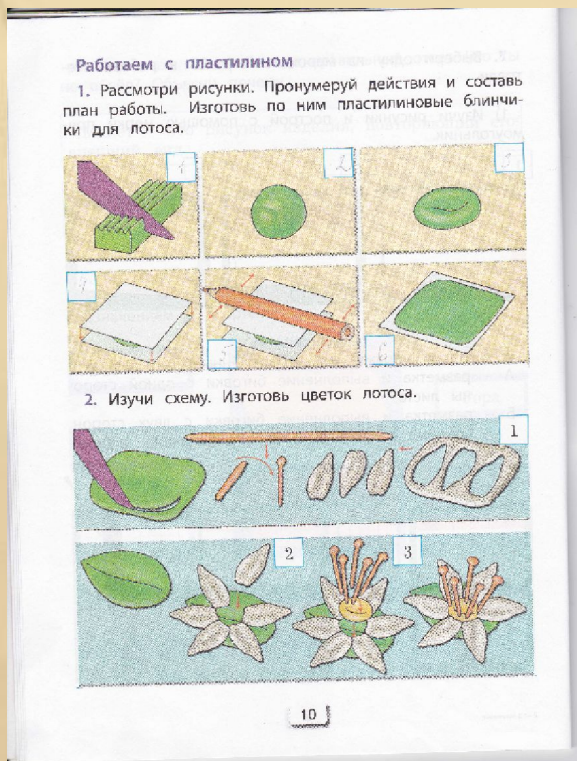 Работаем с пластилином
1. Рассмотри рисунки. Пронумеруй действия и составь
план работы. Изготовь по ним пластилиновые блинчи-
ки для лотоса.
1 2 3
4 5 6
2. Изучи схему. Изготовь цветок лотоса.
1
2 3
10